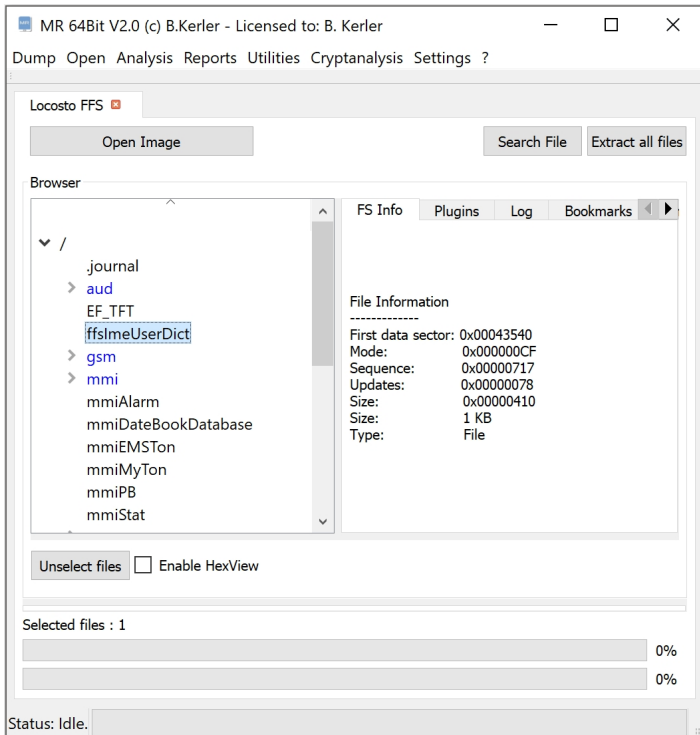 MR 64Bit V2.0 (c) B.Kerler - Licensed to: B. Kerler
Dump Open Analysis Reports Utilities Cryptanalysis Settings ?
Locosto FFS
Open Image
Search File
Extract all files
Browser
FS Info Plugins Log Bookmarks
/
.journal
aud
EF_TFT
ffsImeUserDict
gsm
mmi
mmiAlarm
mmiDateBookDatabase
mmiEMSTon
mmiMyTon
mmiPB
mmiStat
File Information
-------------
First data sector: 0x00043540
Mode: 0x000000CF
Sequence: 0x00000717
Updates: 0x00000078
Size: 0x00000410
Size: 1 KB
Type: File
Unselect files
Enable HexView
Selected files : 1
0%
0%
Status: Idle.